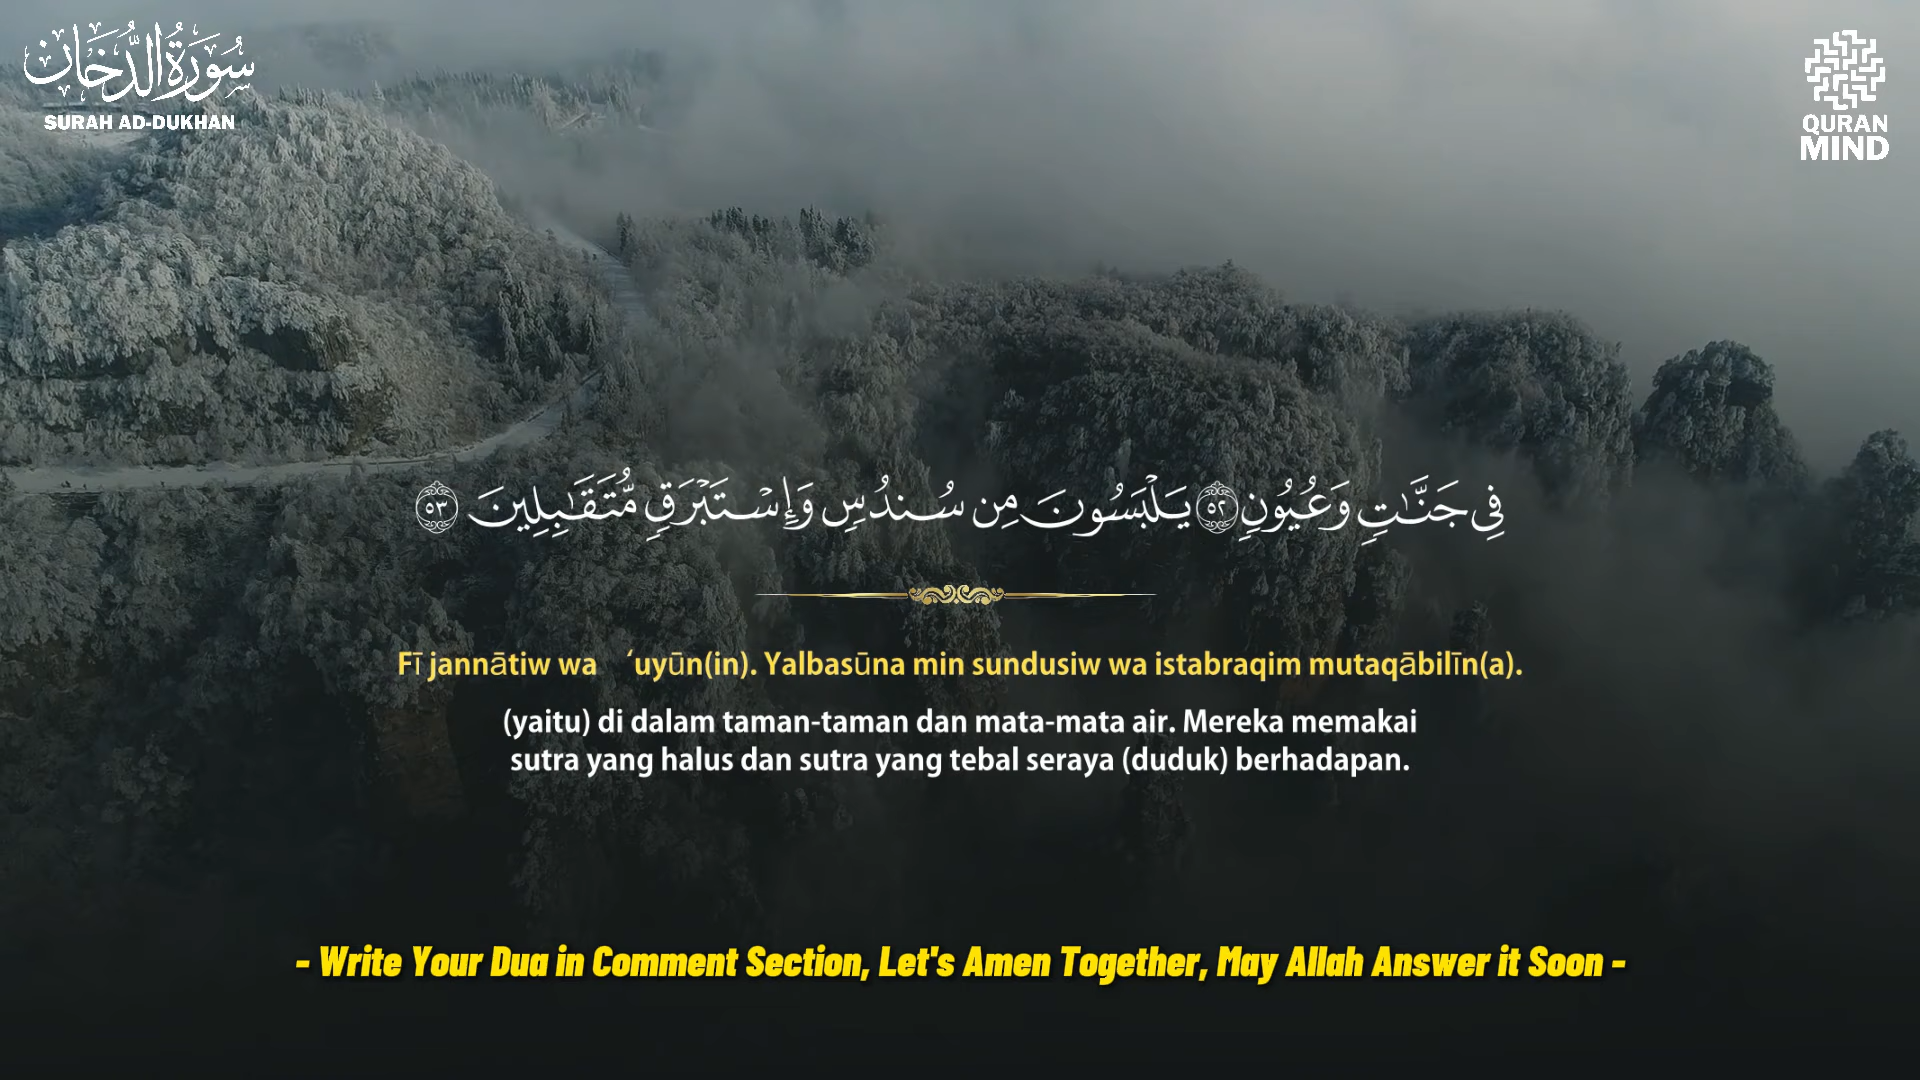 سُورَةُ الدُّخَان
SURAH AD-DUKHAN
QURAN
MIND
فِي جَنَّٰتٍ وَعُيُونٍ ٥٢ يَلْبَسُونَ مِن سُندُسٍ وَإِسْتَبْرَقٍ مُّتَقَٰبِلِينَ ٥٣
Fī jannātiw wa ‘uyūn(in). Yalbasūna min sundusiw wa istabraqim mutaqābilīn(a).
(yaitu) di dalam taman-taman dan mata-mata air. Mereka memakai
sutra yang halus dan sutra yang tebal seraya (duduk) berhadapan.
- Write Your Dua in Comment Section, Let's Amen Together, May Allah Answer it Soon -